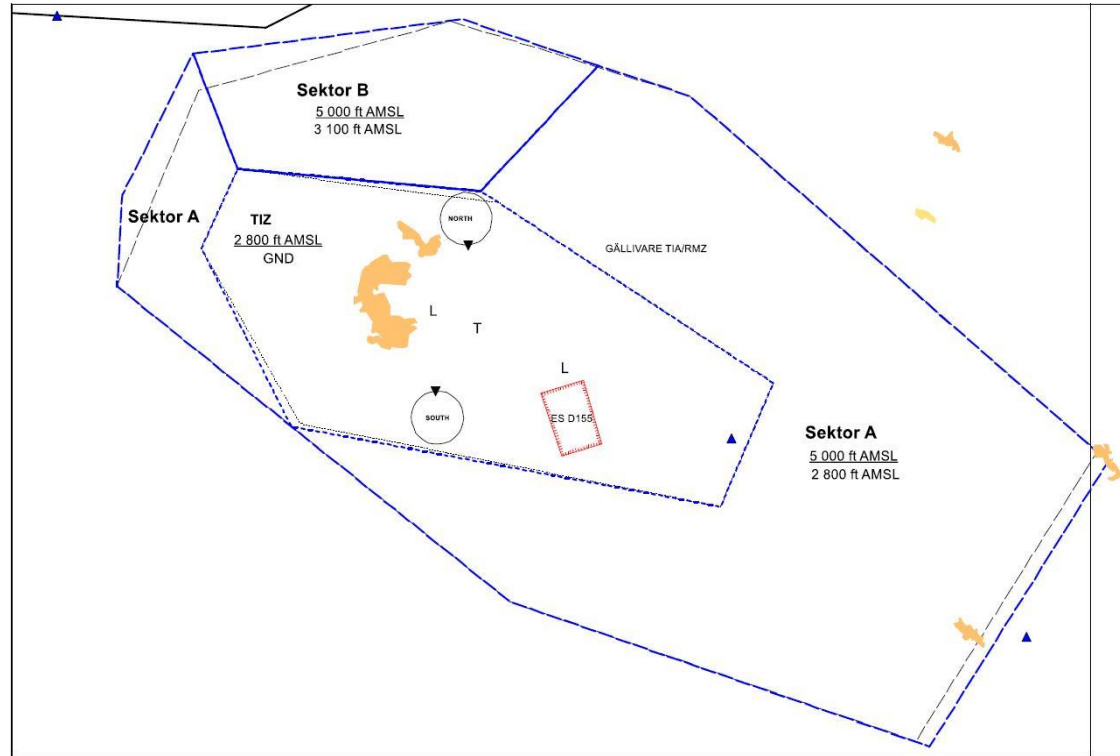 Sektor B
5 000 ft AMSL
3 100 ft AMSL
Sektor A
TIZ
2 800 ft AMSL
GND
NORTH
GÄLLIVARE TIA/RMZ
L
T
L
SOUTH
ES D155
Sektor A
5 000 ft AMSL
2 800 ft AMSL